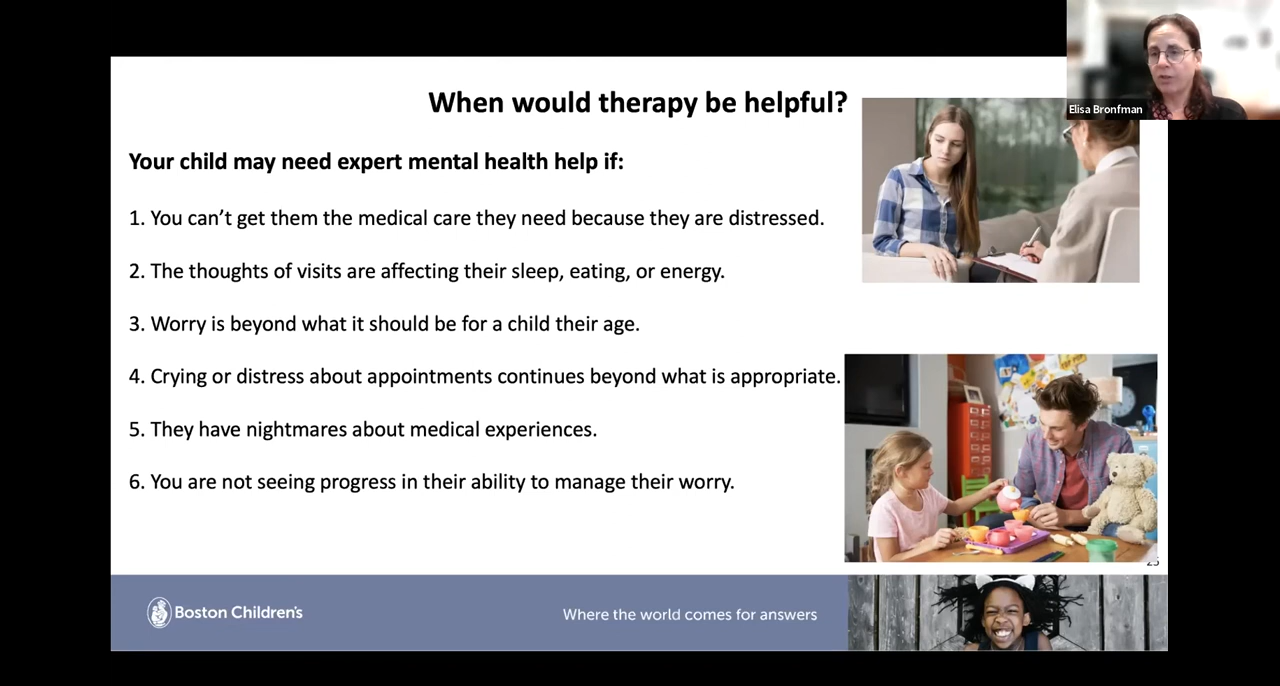 Elisa Bronfman
When would therapy be helpful?
Your child may need expert mental health help if:
1. You can’t get them the medical care they need because they are distressed.
2. The thoughts of visits are affecting their sleep, eating, or energy.
3. Worry is beyond what it should be for a child their age.
4. Crying or distress about appointments continues beyond what is appropriate.
5. They have nightmares about medical experiences.
6. You are not seeing progress in their ability to manage their worry.
Boston Children's
Where the world comes for answers